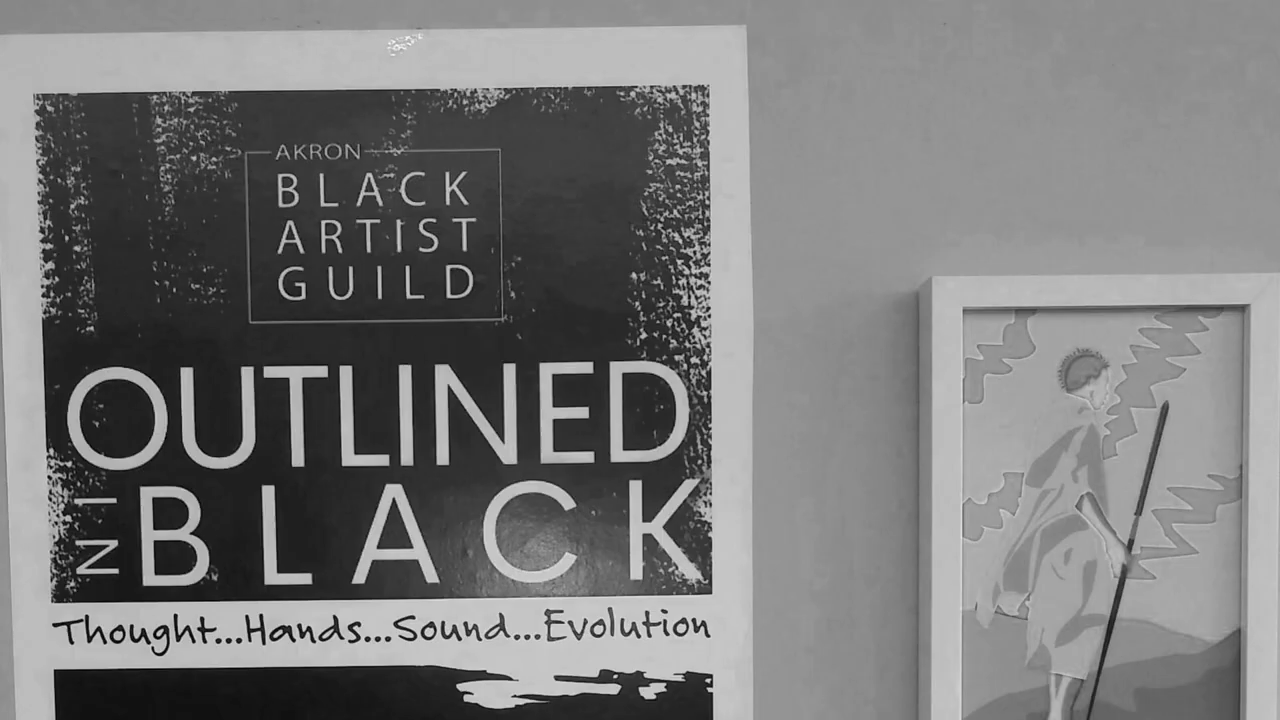 AKRON
BLACK
ARTIST
GUILD
OUTLINED
IN BLACK
Thought...Hands...Sound...Evolution